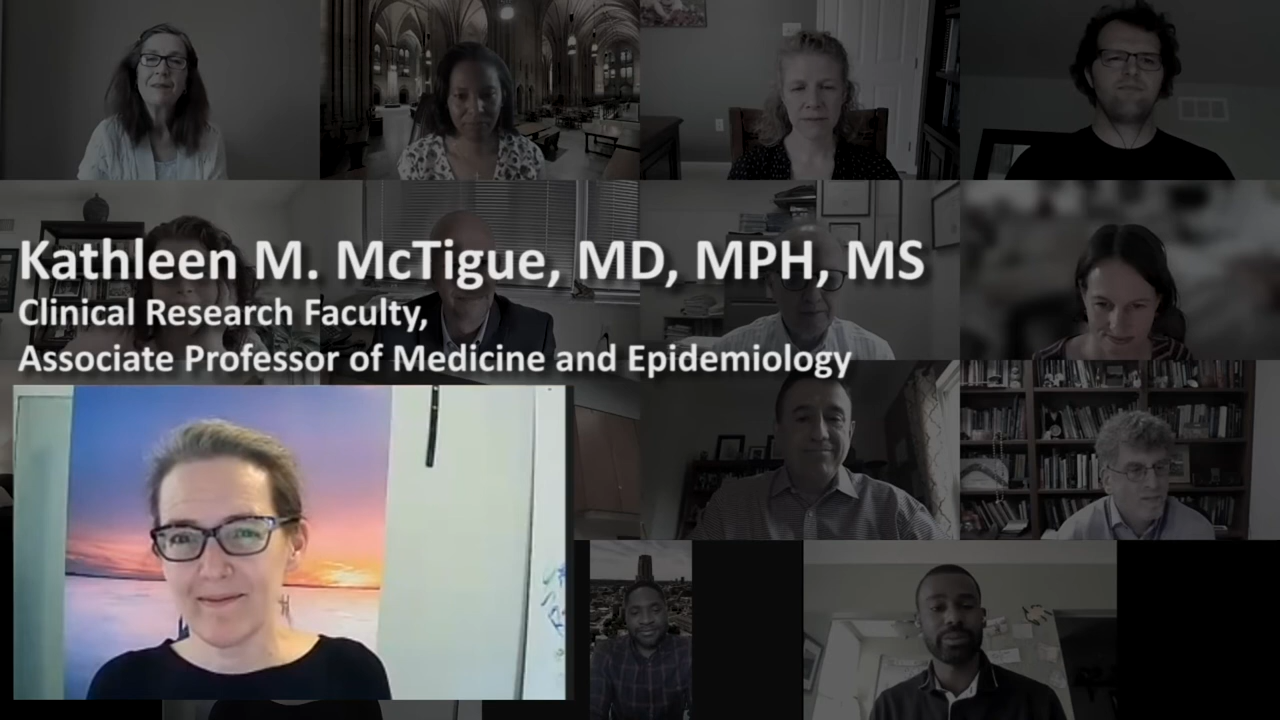 Kathleen M. McTigue, MD, MPH, MS
Clinical Research Faculty,
Associate Professor of Medicine and Epidemiology